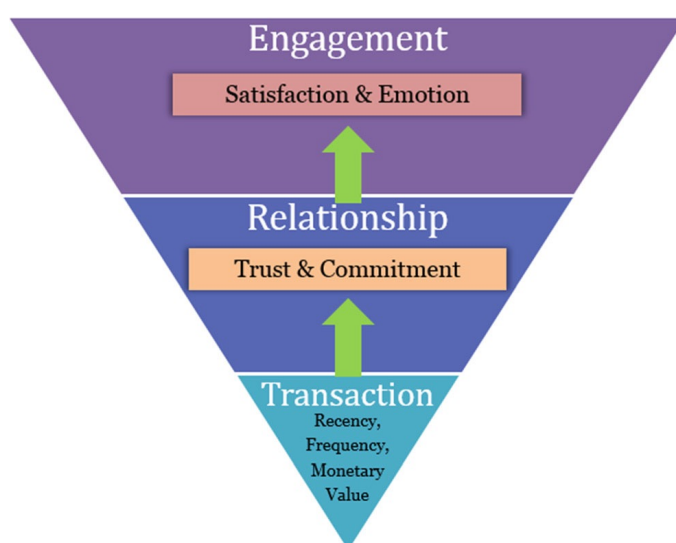 Engagement
Satisfaction & Emotion
Relationship
Trust & Commitment
Transaction
Recency,
Frequency,
Monetary
Value